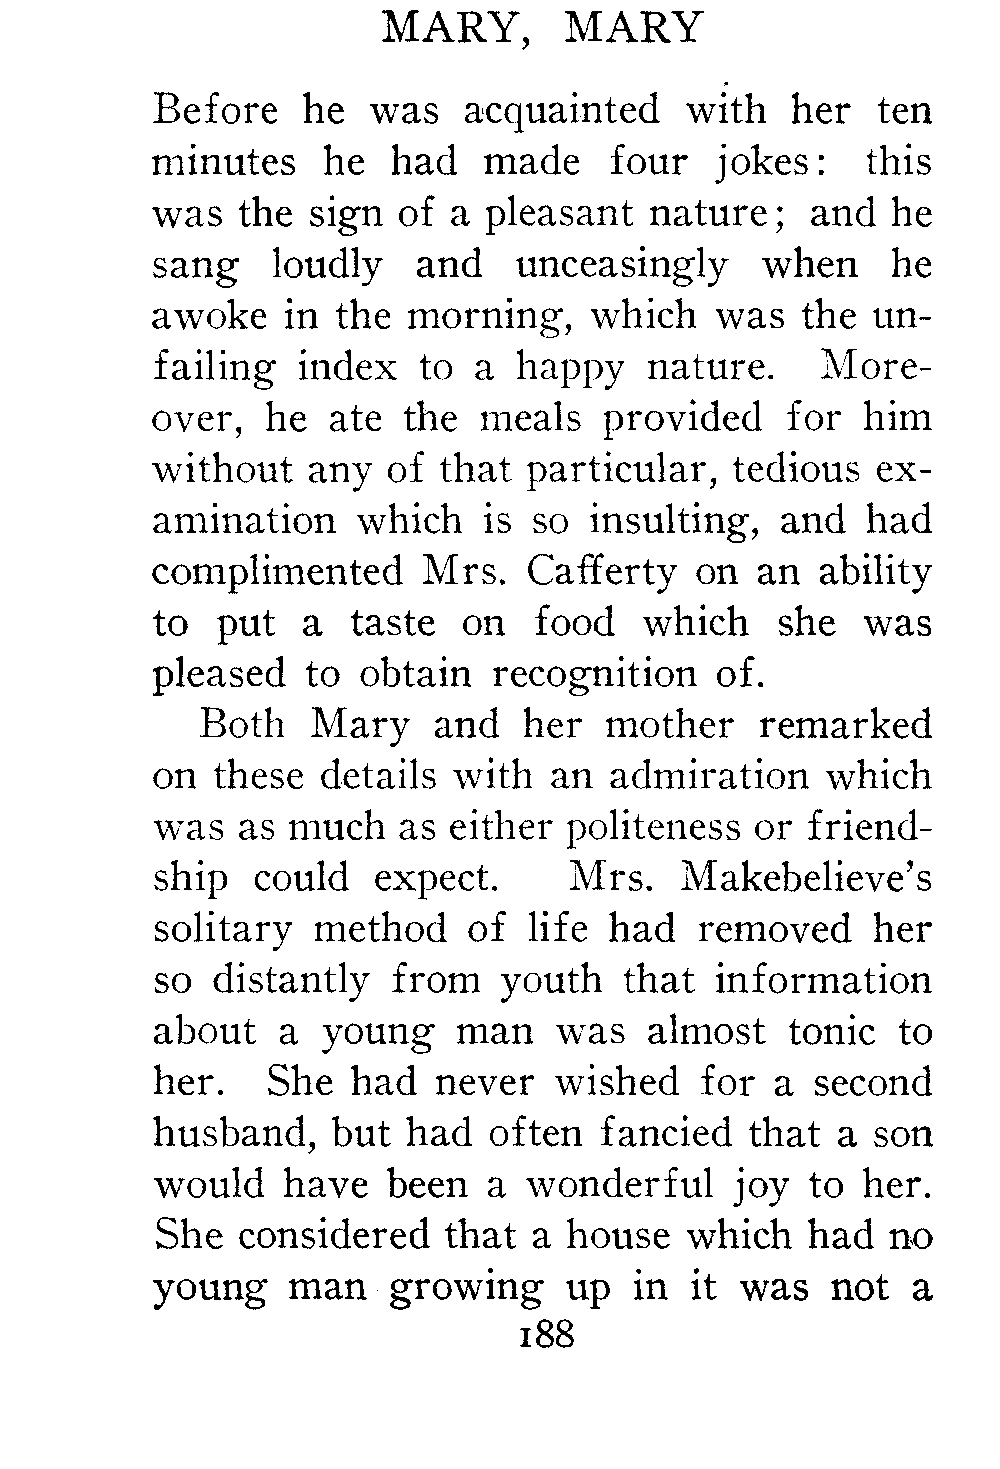 MARY, MARY
Before he was acquainted with her ten
minutes he had made four jokes: this
was the sign of a pleasant nature; and he
sang loudly and unceasingly when he
awoke in the morning, which was the un-
failing index to a happy nature. More-
over, he ate the meals provided for him
without any of that particular, tedious ex-
amination which is so insulting, and had
complimented Mrs. Cafferty on an ability
to put a taste on food which she was
pleased to obtain recognition of.
Both Mary and her mother remarked
on these details with an admiration which
was as much as either politeness or friend-
ship could expect. Mrs. Makebelieve's
solitary method of life had removed her
so distantly from youth that information
about a young man was almost tonic to
her. She had never wished for a second
husband, but had often fancied that a son
would have been a wonderful joy to her.
She considered that a house which had no
young man growing up in it was not a
188